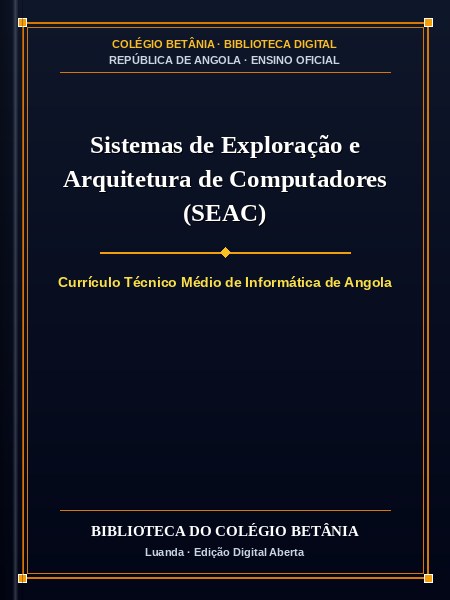 COLÉGIO BETÂNIA · BIBLIOTECA DIGITAL
REPÚBLICA DE ANGOLA · ENSINO OFICIAL
Sistemas de Exploração e
Arquitetura de Computadores
(SEAC)
Currículo Técnico Médio de Informática de Angola
BIBLIOTECA DO COLÉGIO BETÂNIA
Luanda · Edição Digital Aberta